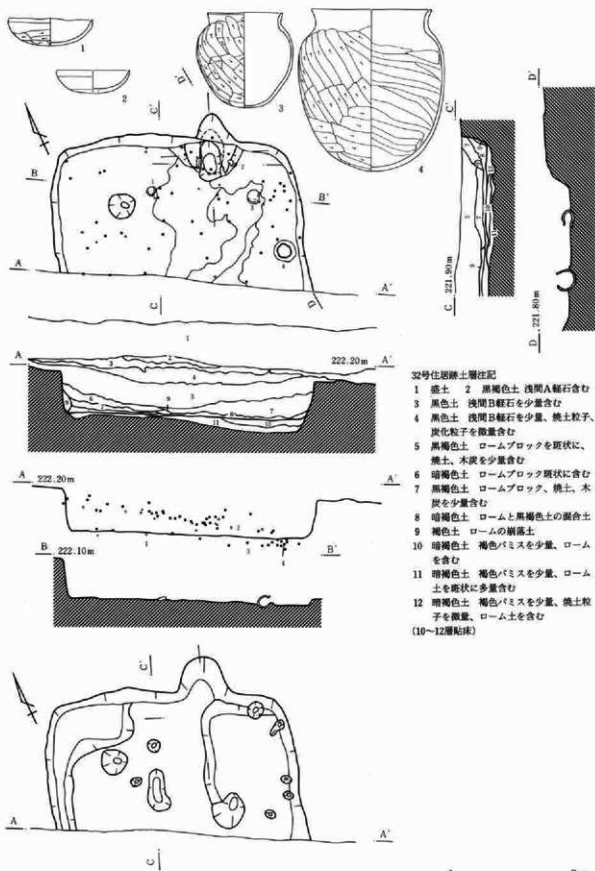 1
2
3
4
D
C'
D'
C'
B
B'
A
A'
C
D
C 221.90m
D 221.80m
1
A
222.20m
A'
A 222.20m
A'
B 222.10m
B'
C'
A
A'
C
32号住居跡土層注記
1 盛土 2 黒褐色土 浅間A軽石含む
3 黒色土 浅間B軽石を少量含む
4 黒色土 浅間B軽石を少量、焼土粒子、
炭化粒子を微量含む
5 黒褐色土 ロームブロックを斑状に、
焼土、木炭を少量含む
6 暗褐色土 ロームブロック斑状に含む
7 黒褐色土 ロームブロック、焼土、木
炭を少量含む
8 暗褐色土 ロームと黒褐色土の混合土
9 褐色土 ロームの崩落土
10 暗褐色土 褐色パミスを少量、ローム
を含む
11 暗褐色土 褐色パミスを少量、ローム
土を斑状に多量含む
12 暗褐色土 褐色パミスを少量、焼土粒
子を微量、ローム土を含む
(10〜12層貼床)